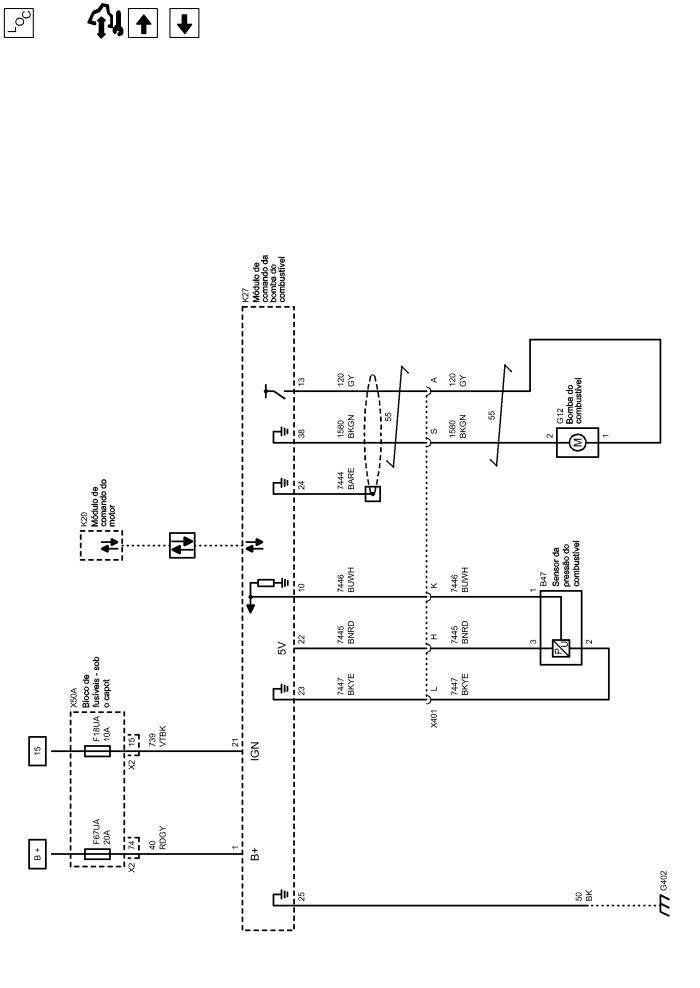 LOC
K27
Módulo de
comando da
bomba do
combustível
13
38
24
10
22
23
21
1
25
5V
IGN
B+
K20
Módulo de
comando do
motor
X50A
Bloco de
fusíveis - sob
o capot
15
B +
F18UA
10A
F67UA
20A
X2
15
X2
74
739
VTBK
40
RDGY
120
GY
1580
BKGN
7444
BARE
7446
BUWH
7445
BNRD
7447
BKYE
55
A
S
K
H
L
X401
120
GY
1580
BKGN
7446
BUWH
7445
BNRD
7447
BKYE
55
G12
Bomba do
combustível
2
M
1
B47
Sensor da
pressão do
combustível
1
3
P
U
2
50
BK
G402